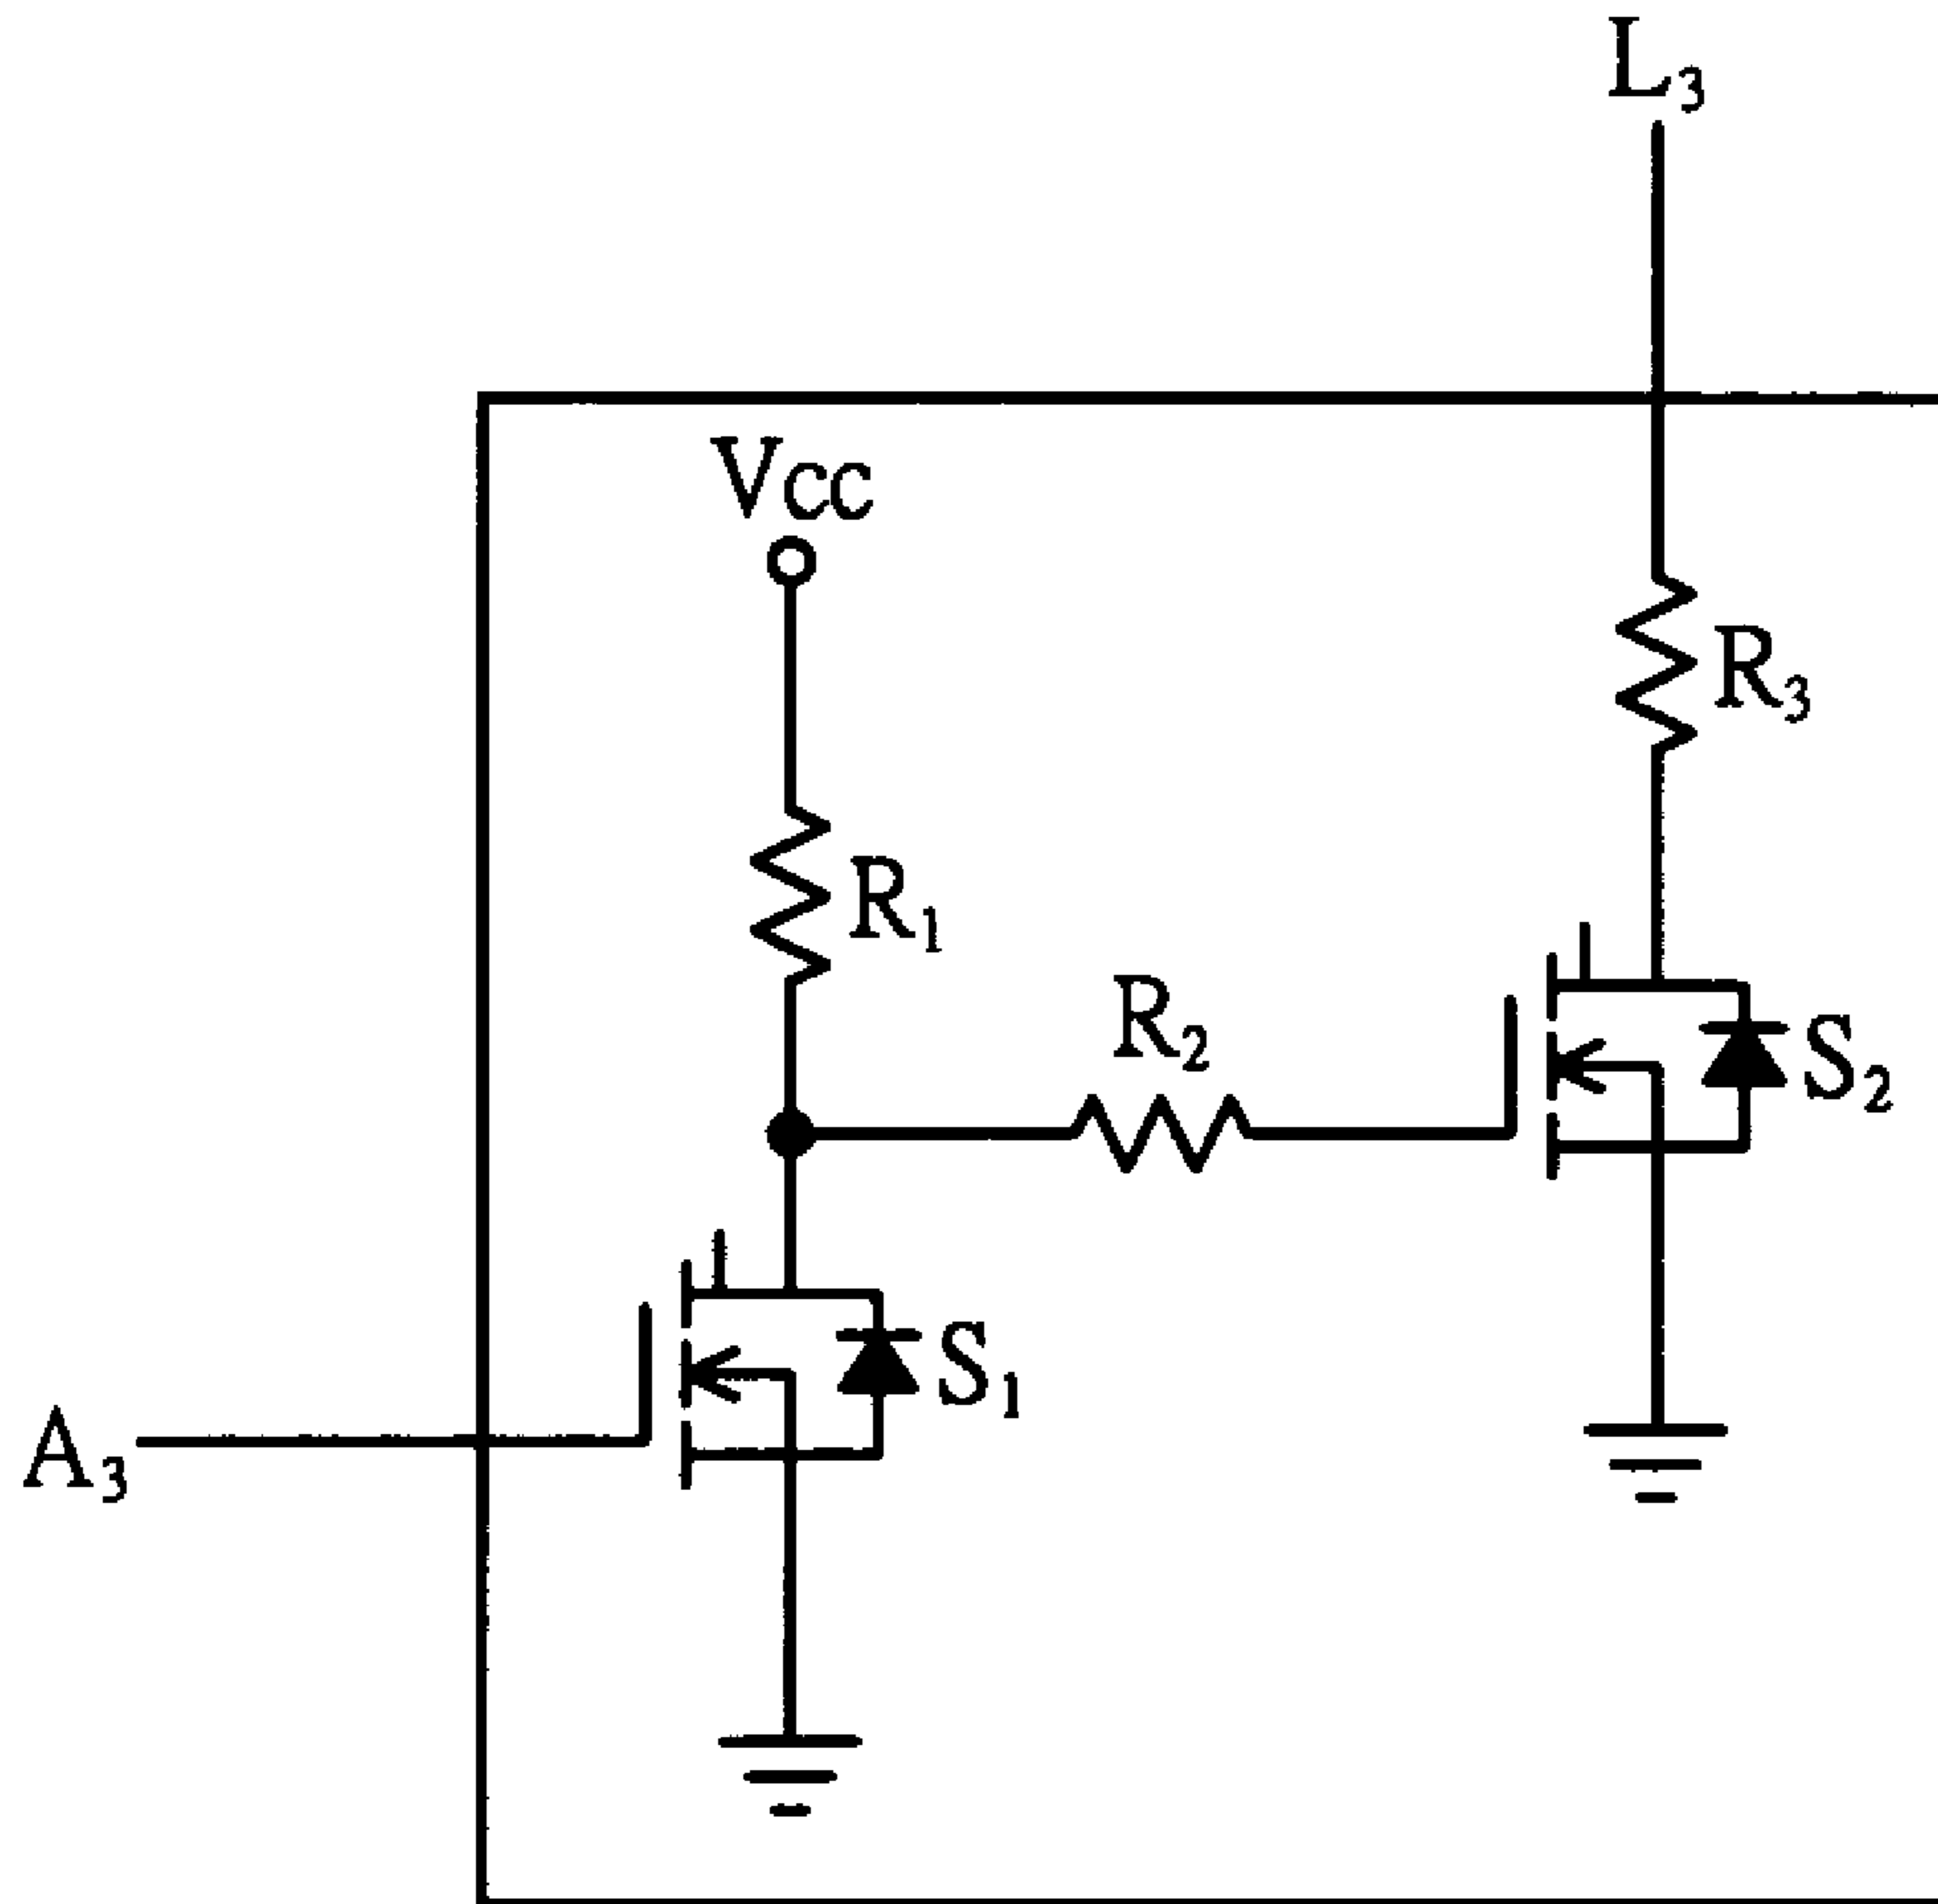 L₃
Vcc
R₃
R₁
R₂
S₂
S₁
A₃